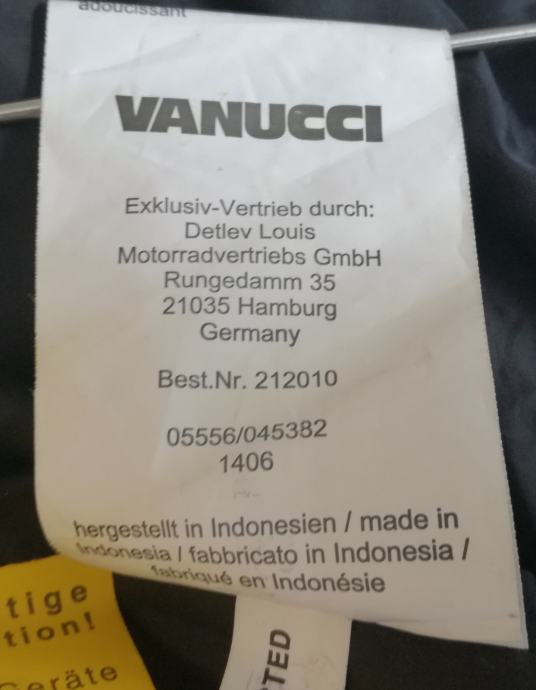 adoucissant
VANUCCI
Exklusiv-Vertrieb durch:
Detlev Louis
Motorradvertriebs GmbH
Rungedamm 35
21035 Hamburg
Germany
Best.Nr. 212010
05556/045382
1406
hergestellt in Indonesien / made in
Indonesia / fabbricato in Indonesia /
fabriqué en Indonésie
tige
tion!
Geräte
TED